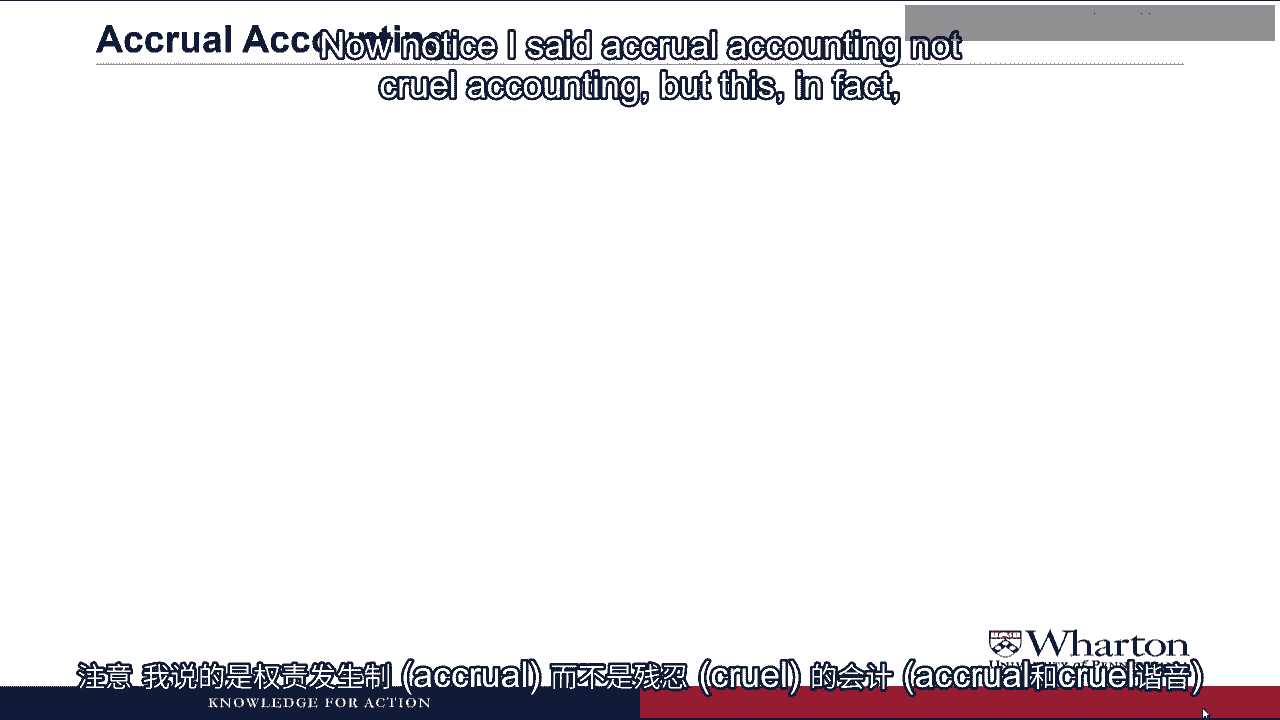 Accrual Accounting
Now notice I said accrual accounting not
cruel accounting, but this, in fact,
Wharton
UNIVERSITY of PENNSYLVANIA
注意 我说的是权责发生制 (accrual) 而不是残忍 (cruel) 的会计 (accrual和cruel谐音)
KNOWLEDGE FOR ACTION